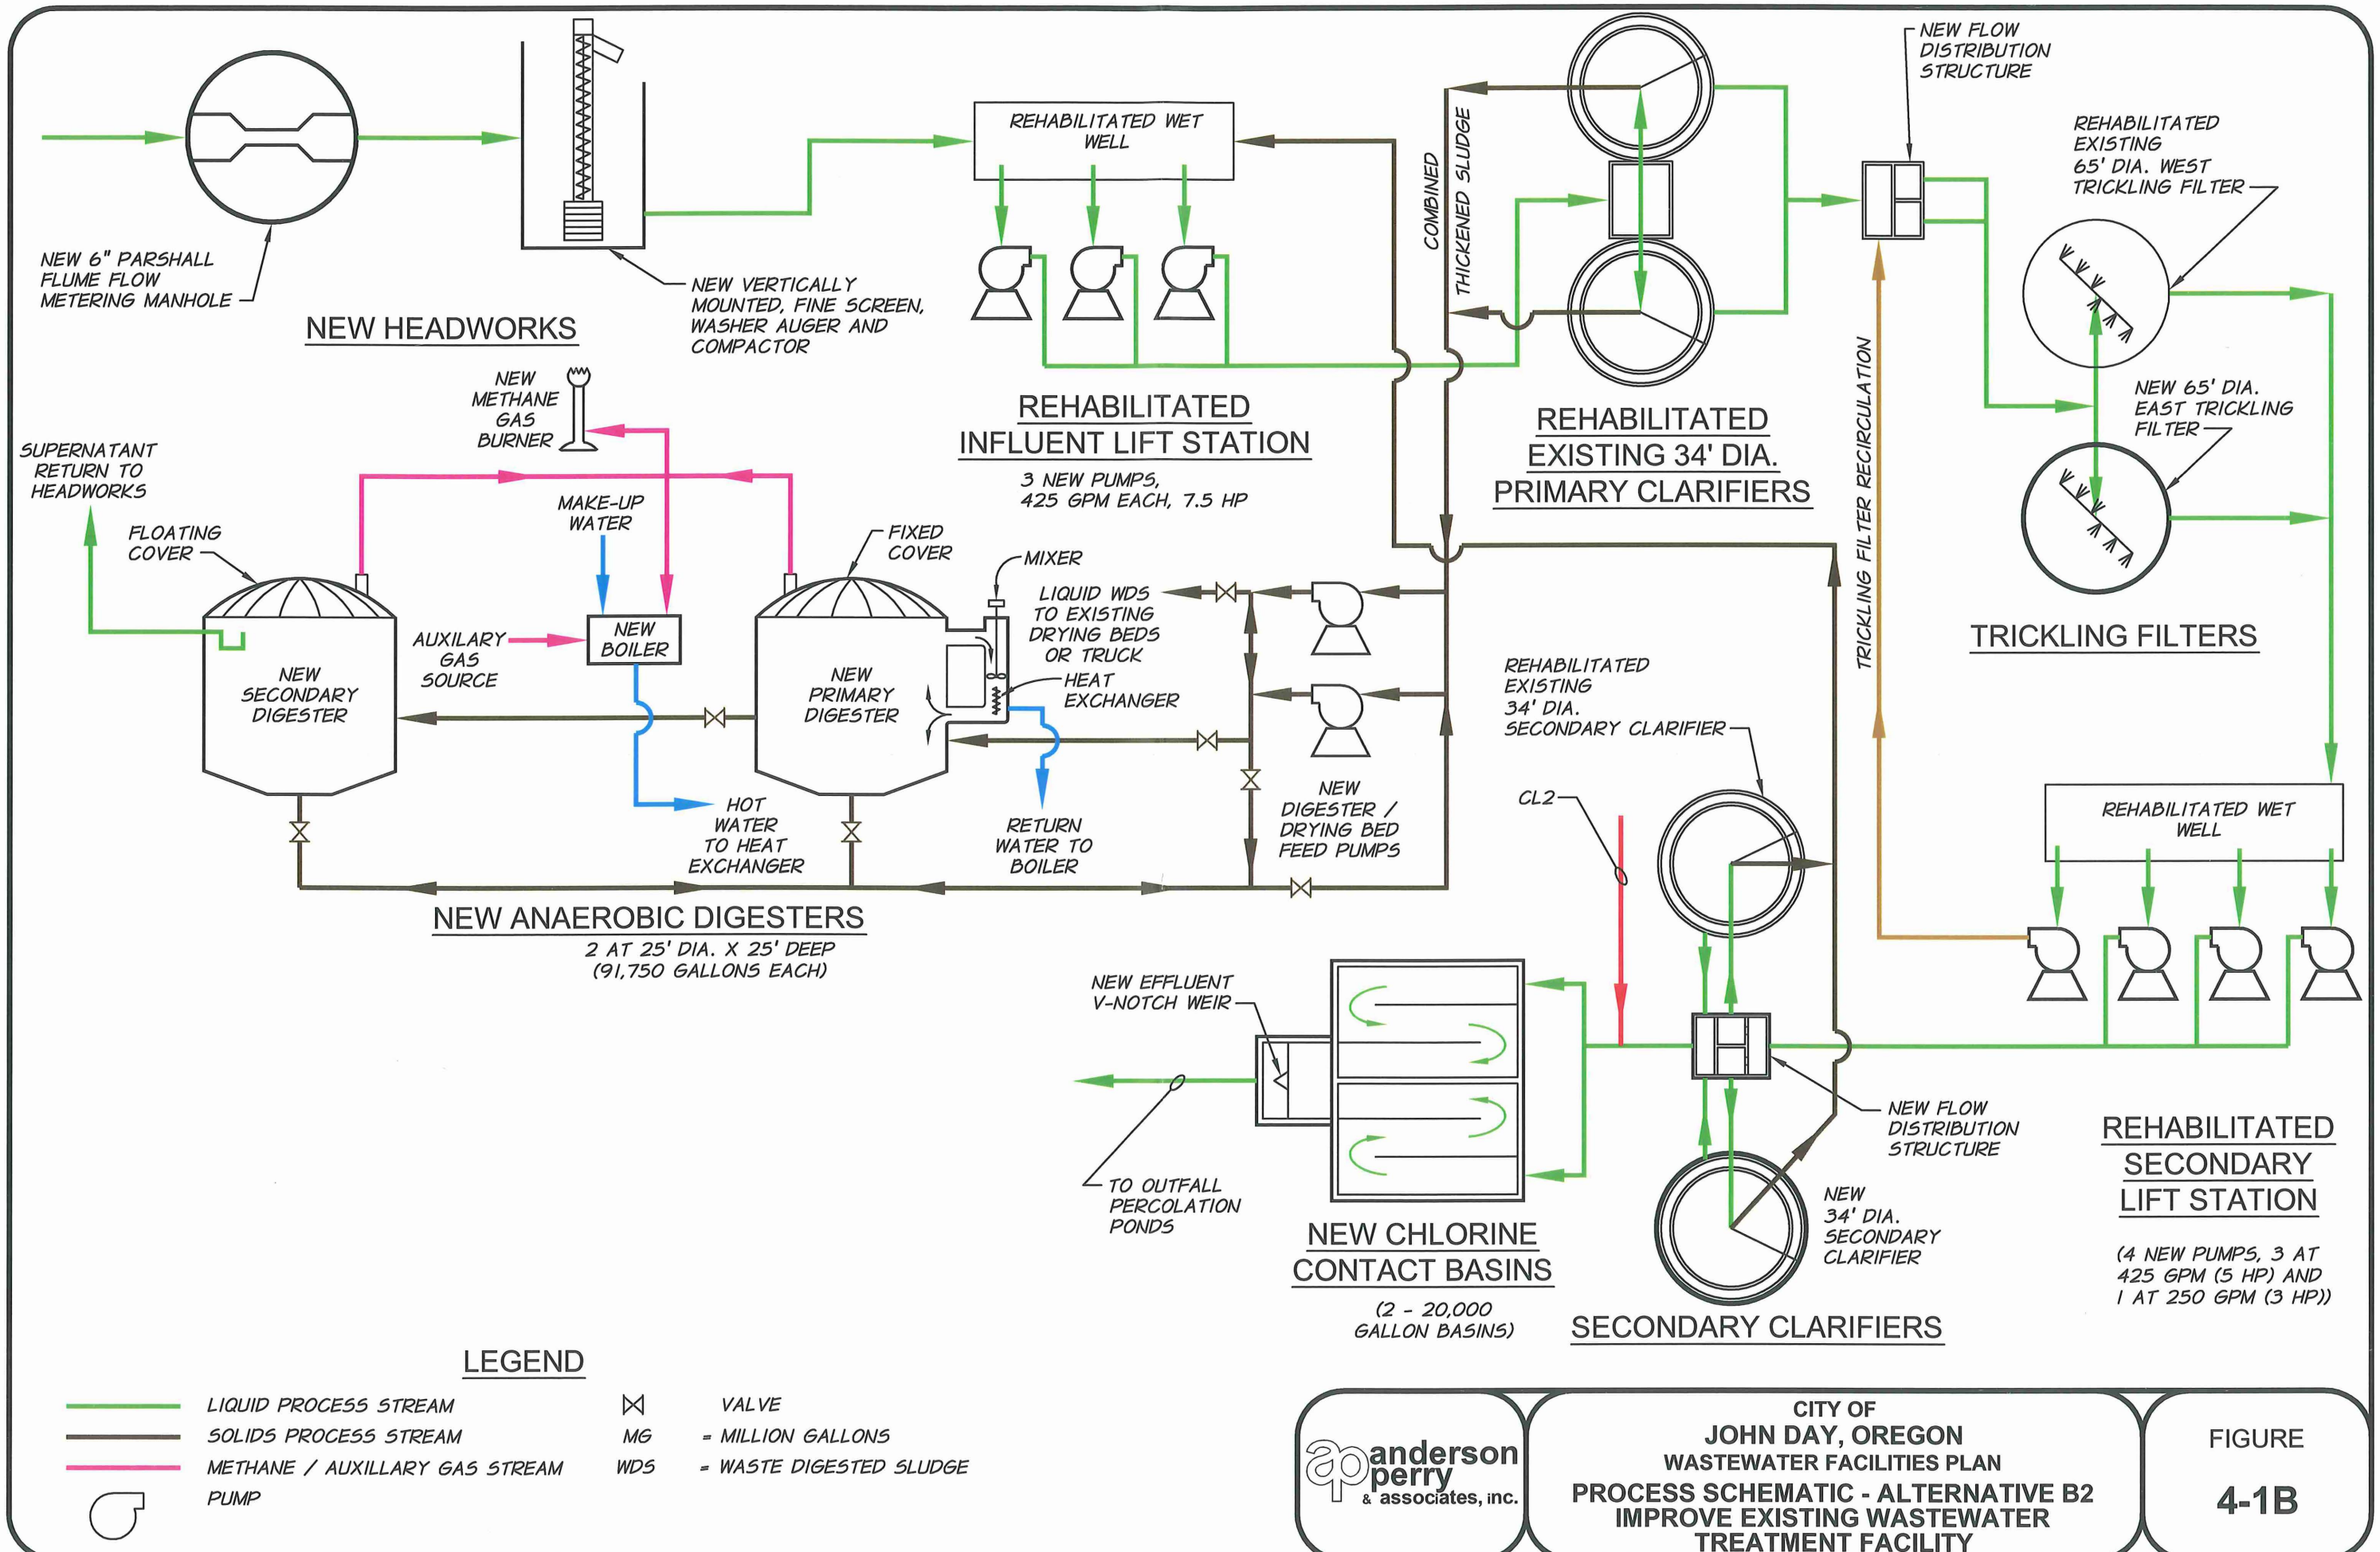 NEW 6" PARSHALL
FLUME FLOW
METERING MANHOLE
NEW HEADWORKS
NEW VERTICALLY
MOUNTED, FINE SCREEN,
WASHER AUGER AND
COMPACTOR
REHABILITATED WET
WELL
REHABILITATED
INFLUENT LIFT STATION
3 NEW PUMPS,
425 GPM EACH, 7.5 HP
COMBINED
THICKENED SLUDGE
REHABILITATED
EXISTING 34' DIA.
PRIMARY CLARIFIERS
NEW FLOW
DISTRIBUTION
STRUCTURE
REHABILITATED
EXISTING
65' DIA. WEST
TRICKLING FILTER
NEW 65' DIA.
EAST TRICKLING
FILTER
TRICKLING FILTERS
TRICKLING FILTER RECIRCULATION
NEW
METHANE
GAS
BURNER
SUPERNATANT
RETURN TO
HEADWORKS
FLOATING
COVER
MAKE-UP
WATER
FIXED
COVER
MIXER
LIQUID WDS
TO EXISTING
DRYING BEDS
OR TRUCK
HEAT
EXCHANGER
AUXILARY
GAS
SOURCE
NEW
BOILER
NEW
SECONDARY
DIGESTER
NEW
PRIMARY
DIGESTER
HOT
WATER
TO HEAT
EXCHANGER
RETURN
WATER TO
BOILER
NEW
DIGESTER /
DRYING BED
FEED PUMPS
NEW ANAEROBIC DIGESTERS
2 AT 25' DIA. X 25' DEEP
(91,750 GALLONS EACH)
REHABILITATED
EXISTING
34' DIA.
SECONDARY CLARIFIER
CL2
REHABILITATED WET
WELL
NEW EFFLUENT
V-NOTCH WEIR
TO OUTFALL
PERCOLATION
PONDS
NEW CHLORINE
CONTACT BASINS
(2 - 20,000
GALLON BASINS)
NEW FLOW
DISTRIBUTION
STRUCTURE
NEW
34' DIA.
SECONDARY
CLARIFIER
SECONDARY CLARIFIERS
REHABILITATED
SECONDARY
LIFT STATION
(4 NEW PUMPS, 3 AT
425 GPM (5 HP) AND
1 AT 250 GPM (3 HP))
LEGEND
LIQUID PROCESS STREAM
SOLIDS PROCESS STREAM
METHANE / AUXILLARY GAS STREAM
PUMP
VALVE
MG = MILLION GALLONS
WDS = WASTE DIGESTED SLUDGE
ap anderson
perry
& associates, inc.
CITY OF
JOHN DAY, OREGON
WASTEWATER FACILITIES PLAN
PROCESS SCHEMATIC - ALTERNATIVE B2
IMPROVE EXISTING WASTEWATER
TREATMENT FACILITY
FIGURE
4-1B